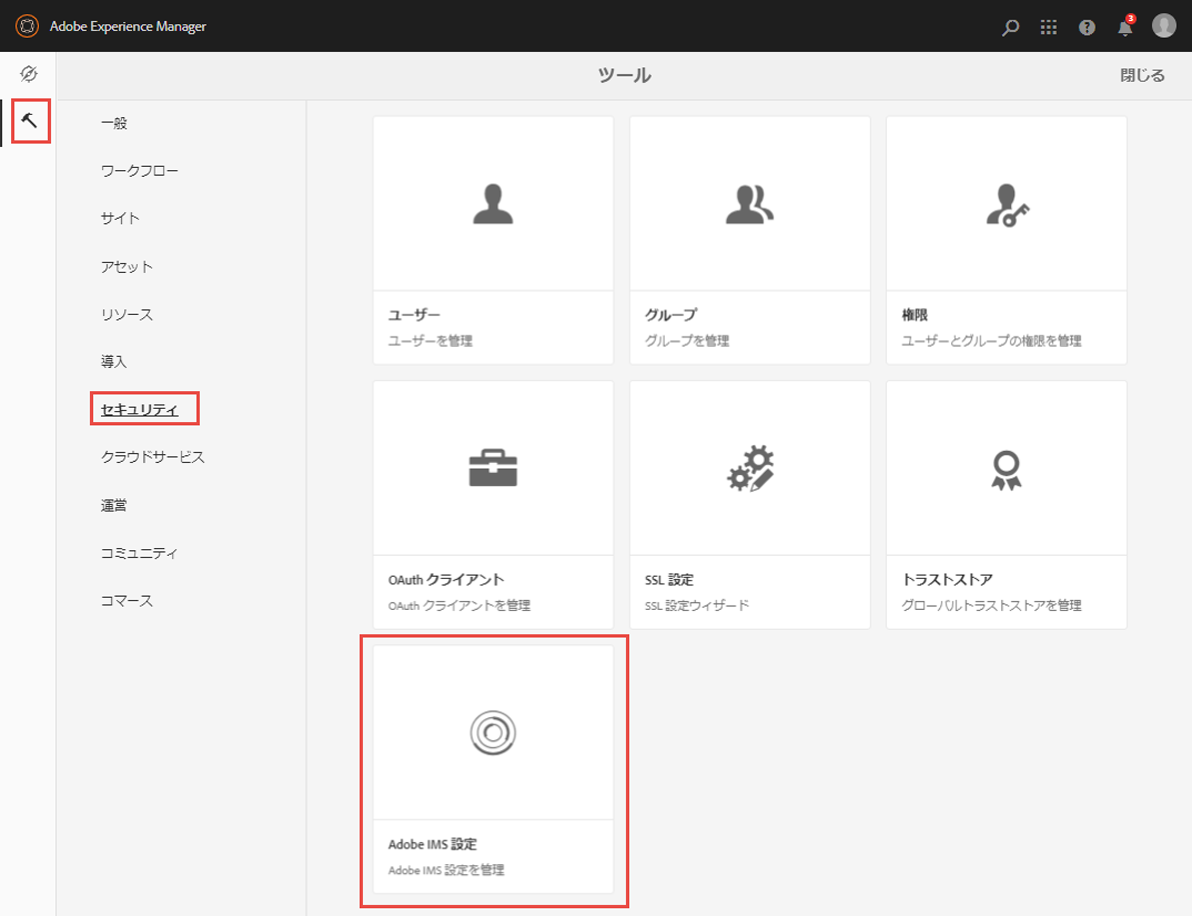 Adobe Experience Manager
3
ツール
閉じる
一般
ワークフロー
サイト
アセット
リソース
導入
セキュリティ
クラウドサービス
運営
コミュニティ
コマース
ユーザー
ユーザーを管理
グループ
グループを管理
権限
ユーザーとグループの権限を管理
OAuth クライアント
OAuth クライアントを管理
SSL 設定
SSL 設定ウィザード
トラストストア
グローバルトラストストアを管理
Adobe IMS 設定
Adobe IMS 設定を管理